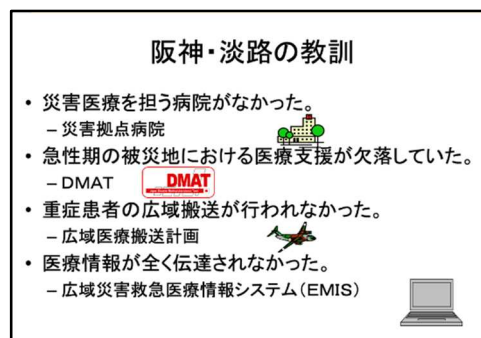 阪神・淡路の教訓
• 災害医療を担う病院がなかった。
– 災害拠点病院
• 急性期の被災地における医療支援が欠落していた。
– DMAT
DMAT
• 重症患者の広域搬送が行われなかった。
– 広域医療搬送計画
• 医療情報が全く伝達されなかった。
– 広域災害救急医療情報システム(EMIS)